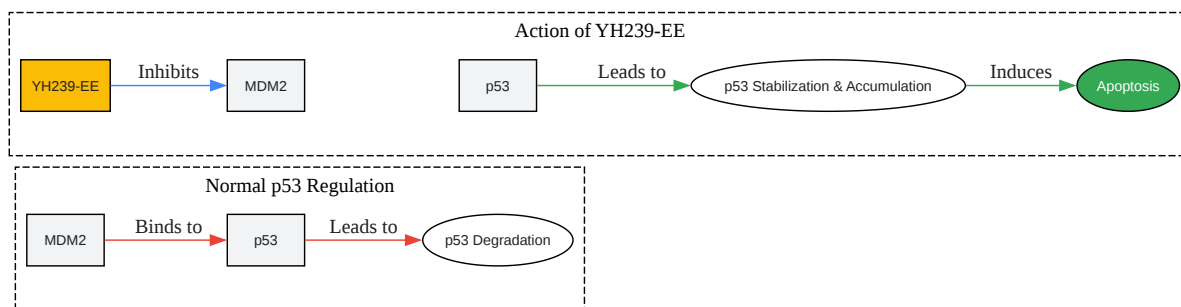 Action of YH239-EE
YH239-EE
Inhibits
MDM2
p53
Leads to
p53 Stabilization & Accumulation
Induces
Apoptosis
Normal p53 Regulation
MDM2
Binds to
p53
Leads to
p53 Degradation